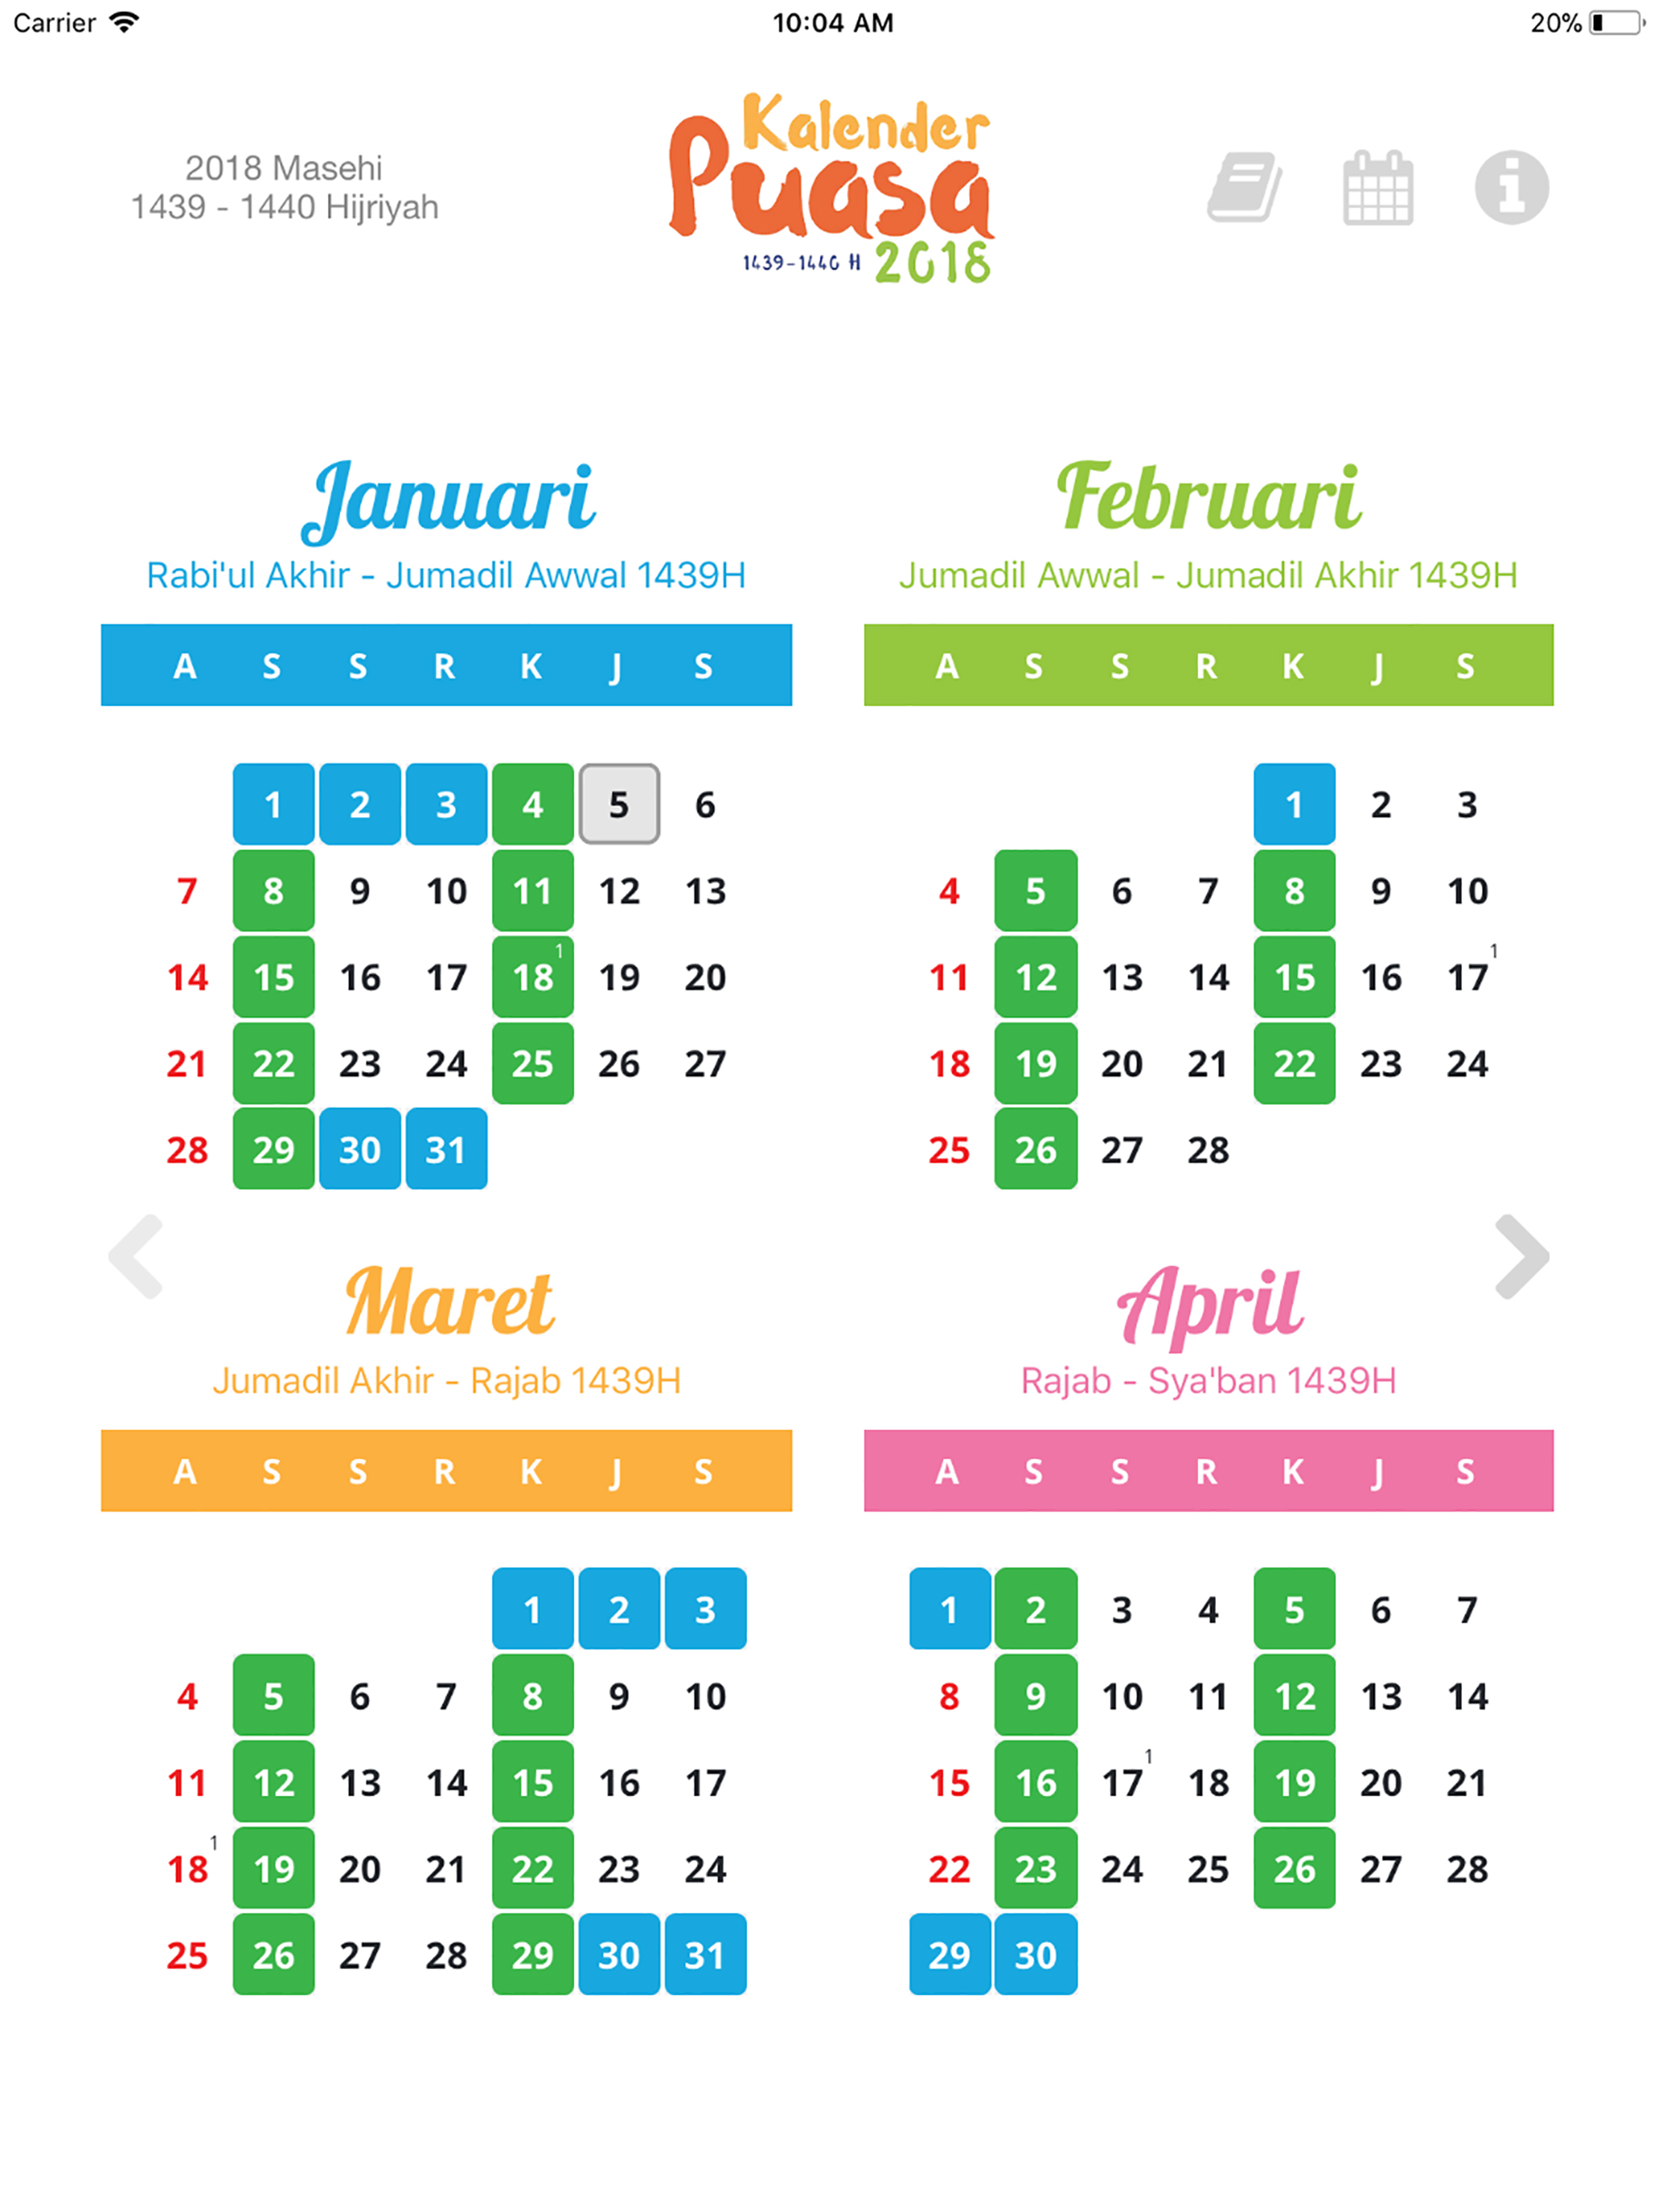 Carrier 10:04 AM 20%
2018 Masehi
1439 - 1440 Hijriyah
Kalender
Puasa
1439-1440 H 2018
Januari
Rabi'ul Akhir - Jumadil Awwal 1439H
A S S R K J S
1 2 3 4 5 6
7 8 9 10 11 12 13
14 15 16 17 18 1 19 20
21 22 23 24 25 26 27
28 29 30 31
Februari
Jumadil Awwal - Jumadil Akhir 1439H
A S S R K J S
1 2 3
4 5 6 7 8 9 10
11 12 13 14 15 16 17 1
18 19 20 21 22 23 24
25 26 27 28
Maret
Jumadil Akhir - Rajab 1439H
A S S R K J S
1 2 3
4 5 6 7 8 9 10
11 12 13 14 15 16 17
18 1 19 20 21 22 23 24
25 26 27 28 29 30 31
April
Rajab - Sya'ban 1439H
A S S R K J S
1 2 3 4 5 6 7
8 9 10 11 12 13 14
15 16 17 1 18 19 20 21
22 23 24 25 26 27 28
29 30